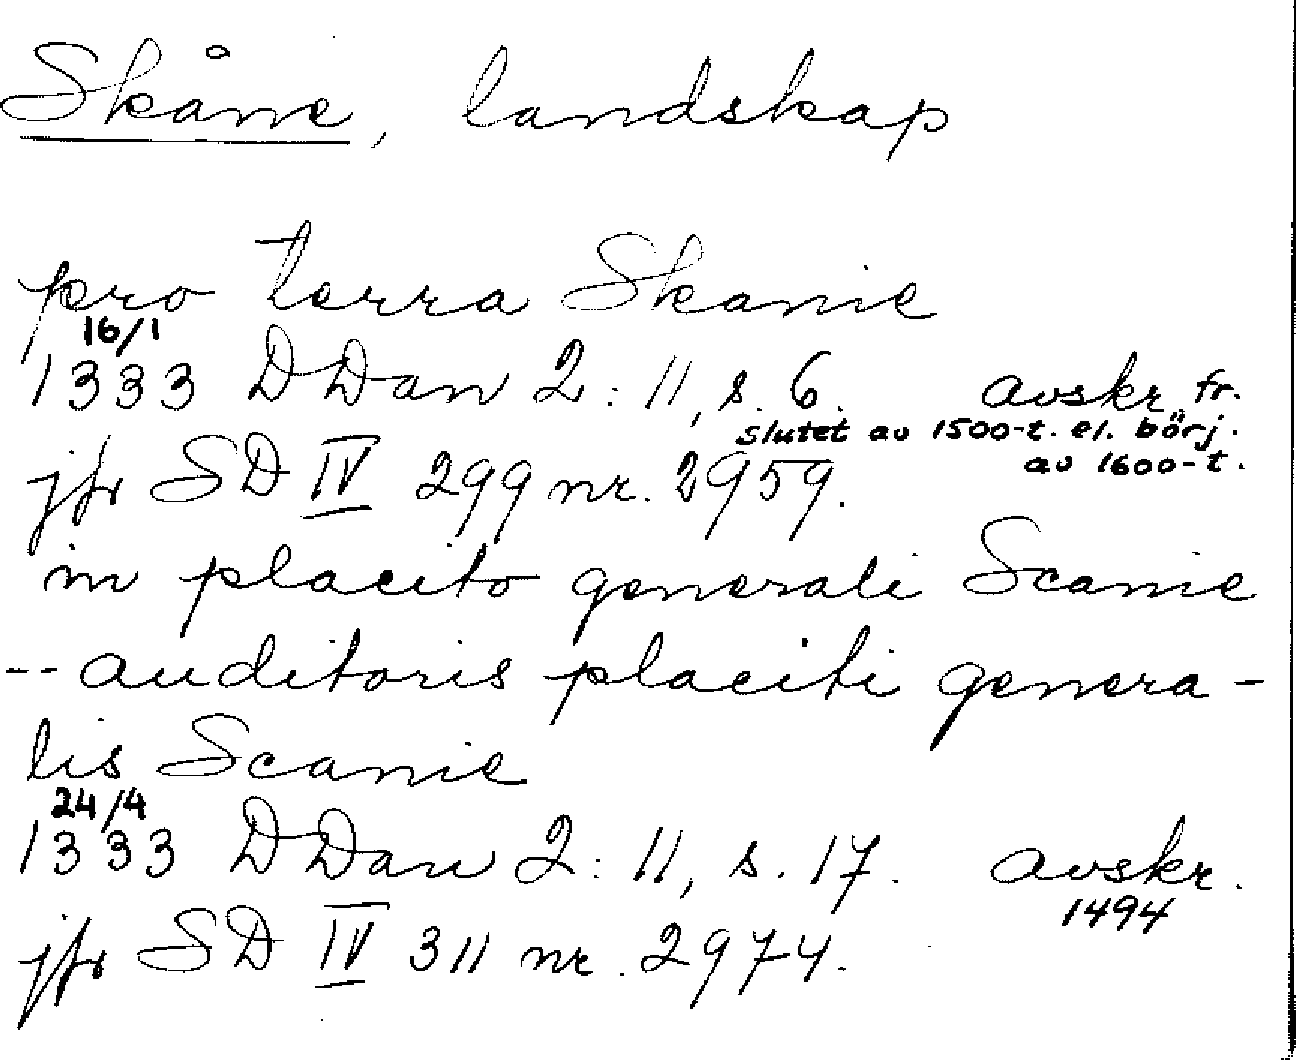 Skåne, landskap
pro terra Skanie
16/1
1333 DDan 2:11, s. 6. avskr. fr.
slutet av 1500-t. el. börj.
av 1600-t.
jfr SD IV 299 nr. 2959.
in placito generali Scanie
-- auditoris placiti genera-
lis Scanie
24/4
1333 DDan 2:11, s. 17. avskr.
1494
jfr SD IV 311 nr. 2974.